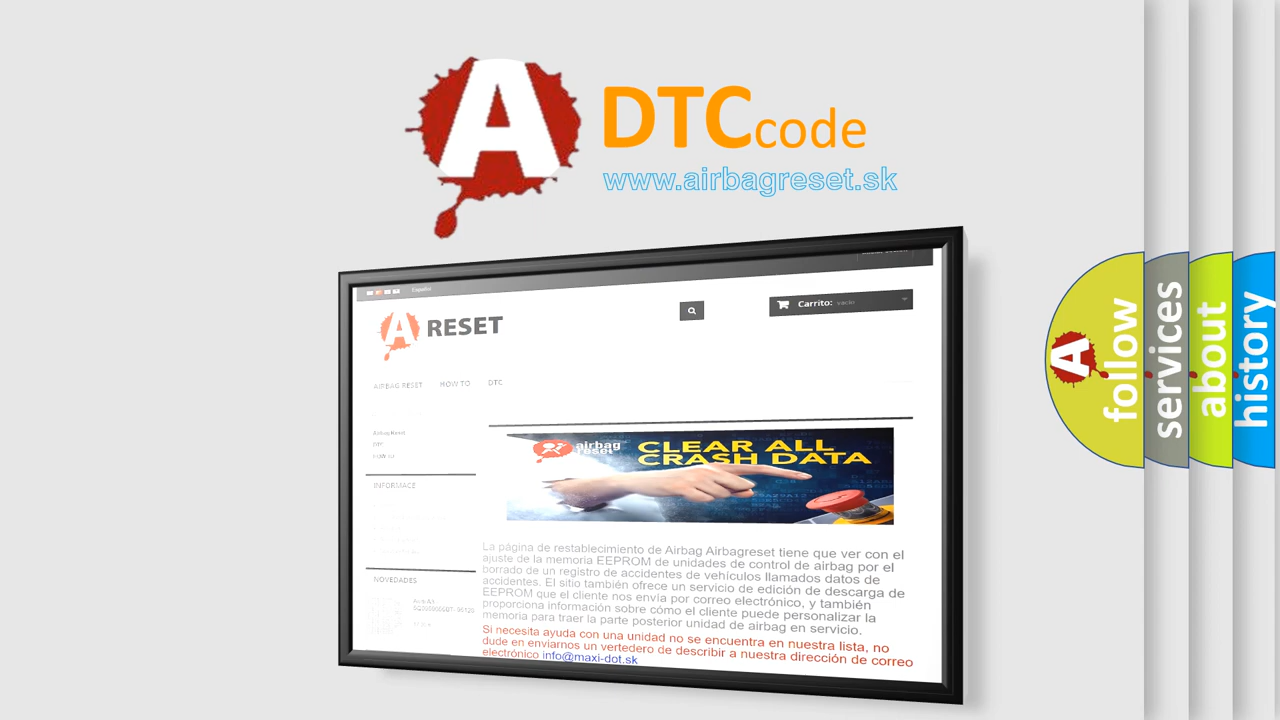 A
DTCcode
www.airbagreset.sk
Español
A RESET
Carrito: vacío
AIRBAG RESET HOW TO DTC
Airbag Reset
DTC
INFORMACE
NOVEDADES
CLEAR ALL
CRASH DATA
airbag
reset
La página de restablecimiento de Airbag Airbagreset tiene que ver con el
ajuste de la memoria EEPROM de unidades de control de airbag por el
borrado de un registro de accidentes de vehículos llamados datos de
accidentes. El sitio también ofrece un servicio de edición de descarga de
EEPROM que el cliente nos envía por correo electrónico, y también
proporciona información sobre cómo el cliente puede personalizar la
memoria para traer la parte posterior unidad de airbag en servicio.
Si necesita ayuda con una unidad no se encuentra en nuestra lista, no
dude en enviarnos un vertedero de describir a nuestra dirección de correo
electrónico info@maxi-dot.sk
A
follow
services
about
history